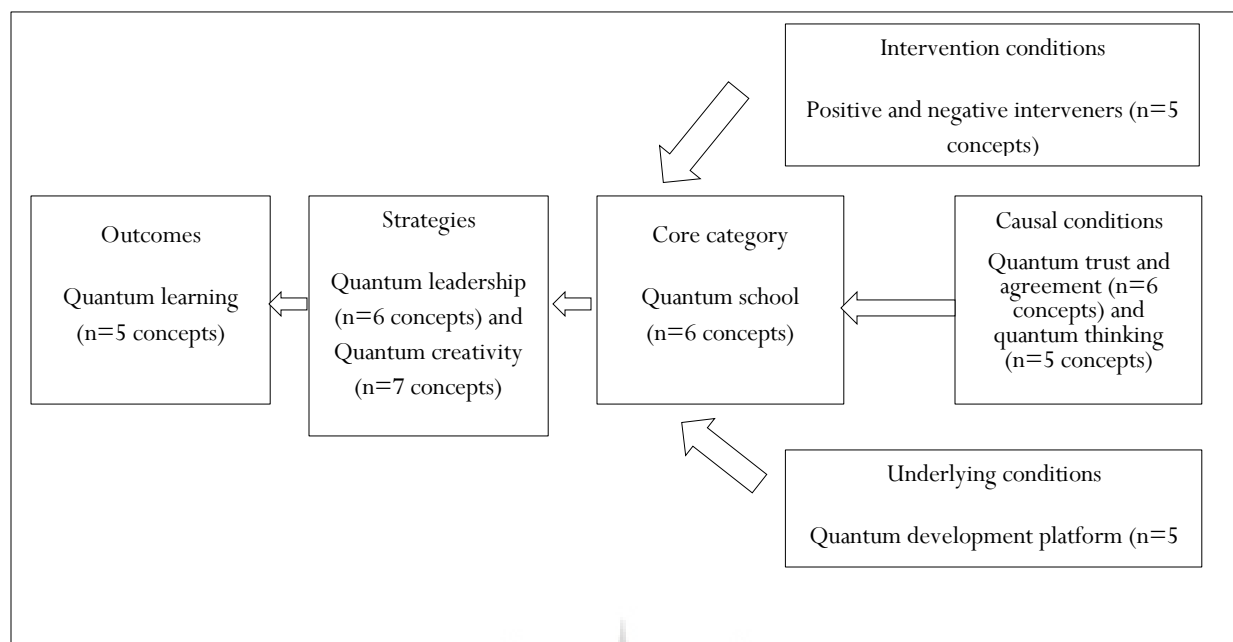 Intervention conditions
Positive and negative interveners (n=5
concepts)
Outcomes
Quantum learning
(n=5 concepts)
Strategies
Quantum leadership
(n=6 concepts) and
Quantum creativity
(n=7 concepts)
Core category
Quantum school
(n=6 concepts)
Causal conditions
Quantum trust and
agreement (n=6
concepts) and
quantum thinking
(n=5 concepts)
Underlying conditions
Quantum development platform (n=5